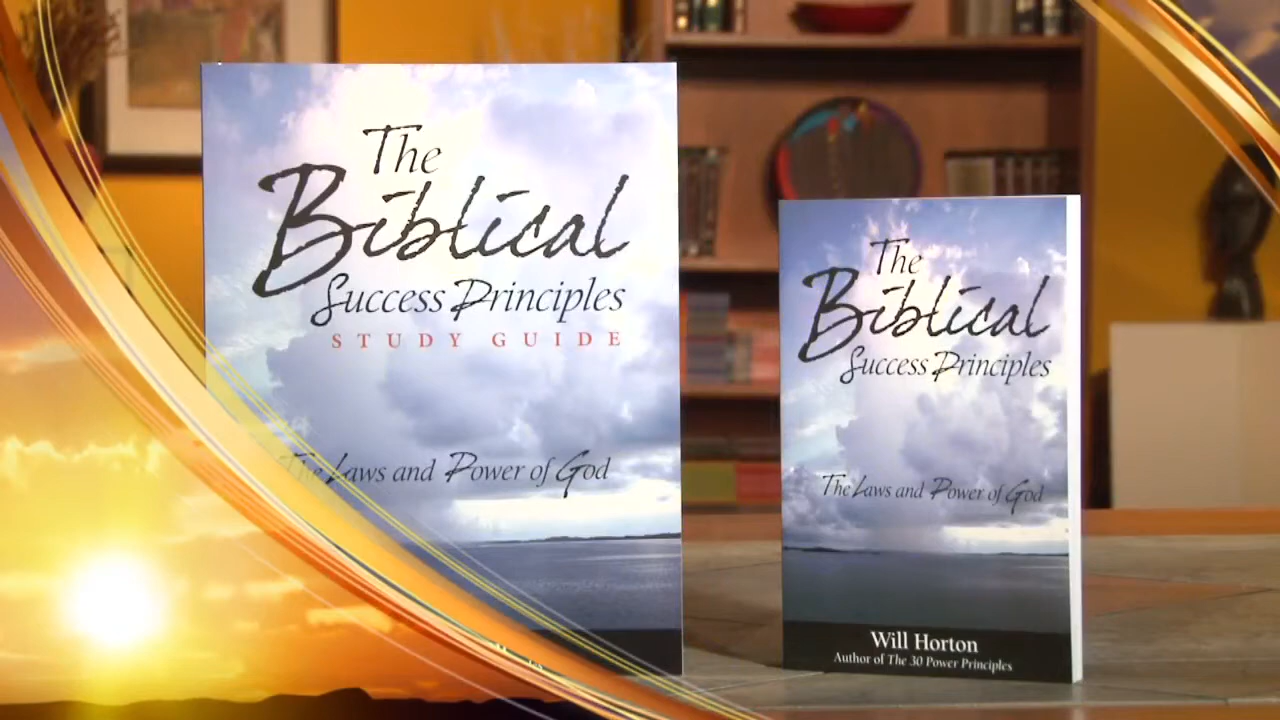 The
Biblical
Success Principles
STUDY GUIDE
The Laws and Power of God
The
Biblical
Success Principles
The Laws and Power of God
Will Horton
Author of The 30 Power Principles